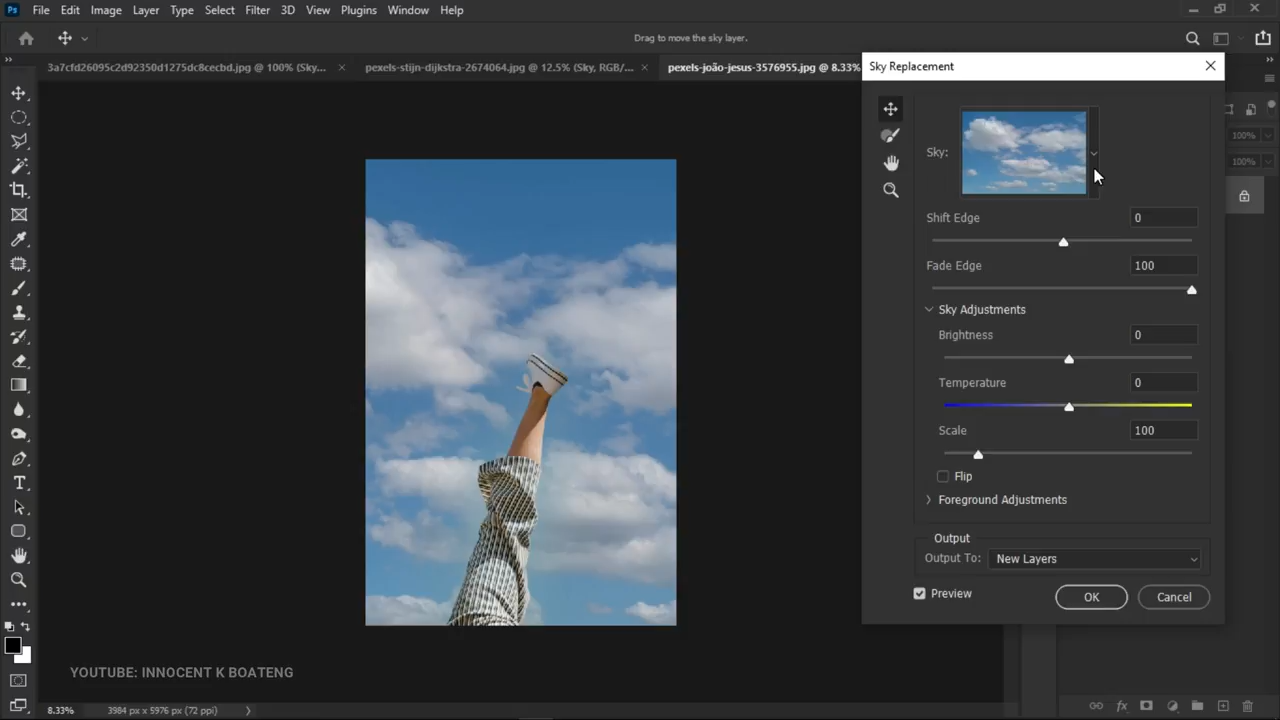 Ps File Edit Image Layer Type Select Filter 3D View Plugins Window Help
Drag to move the sky layer.
3a7cfd26095c2d92350d1275dc8cecbd.jpg @ 100% (Sky,... pexels-stijn-dijkstra-2674064.jpg @ 12.5% (Sky, RGB/... pexels-joão-jesus-3576955.jpg @ 8.33%
Sky Replacement
Sky:
100%
100%
Shift Edge 0
Fade Edge 100
Sky Adjustments
Brightness 0
Temperature 0
Scale 100
Flip
Foreground Adjustments
Output
Output To: New Layers
Preview OK Cancel
YOUTUBE: INNOCENT K BOATENG
8.33% 3984 px x 5976 px (72 ppi)
fx